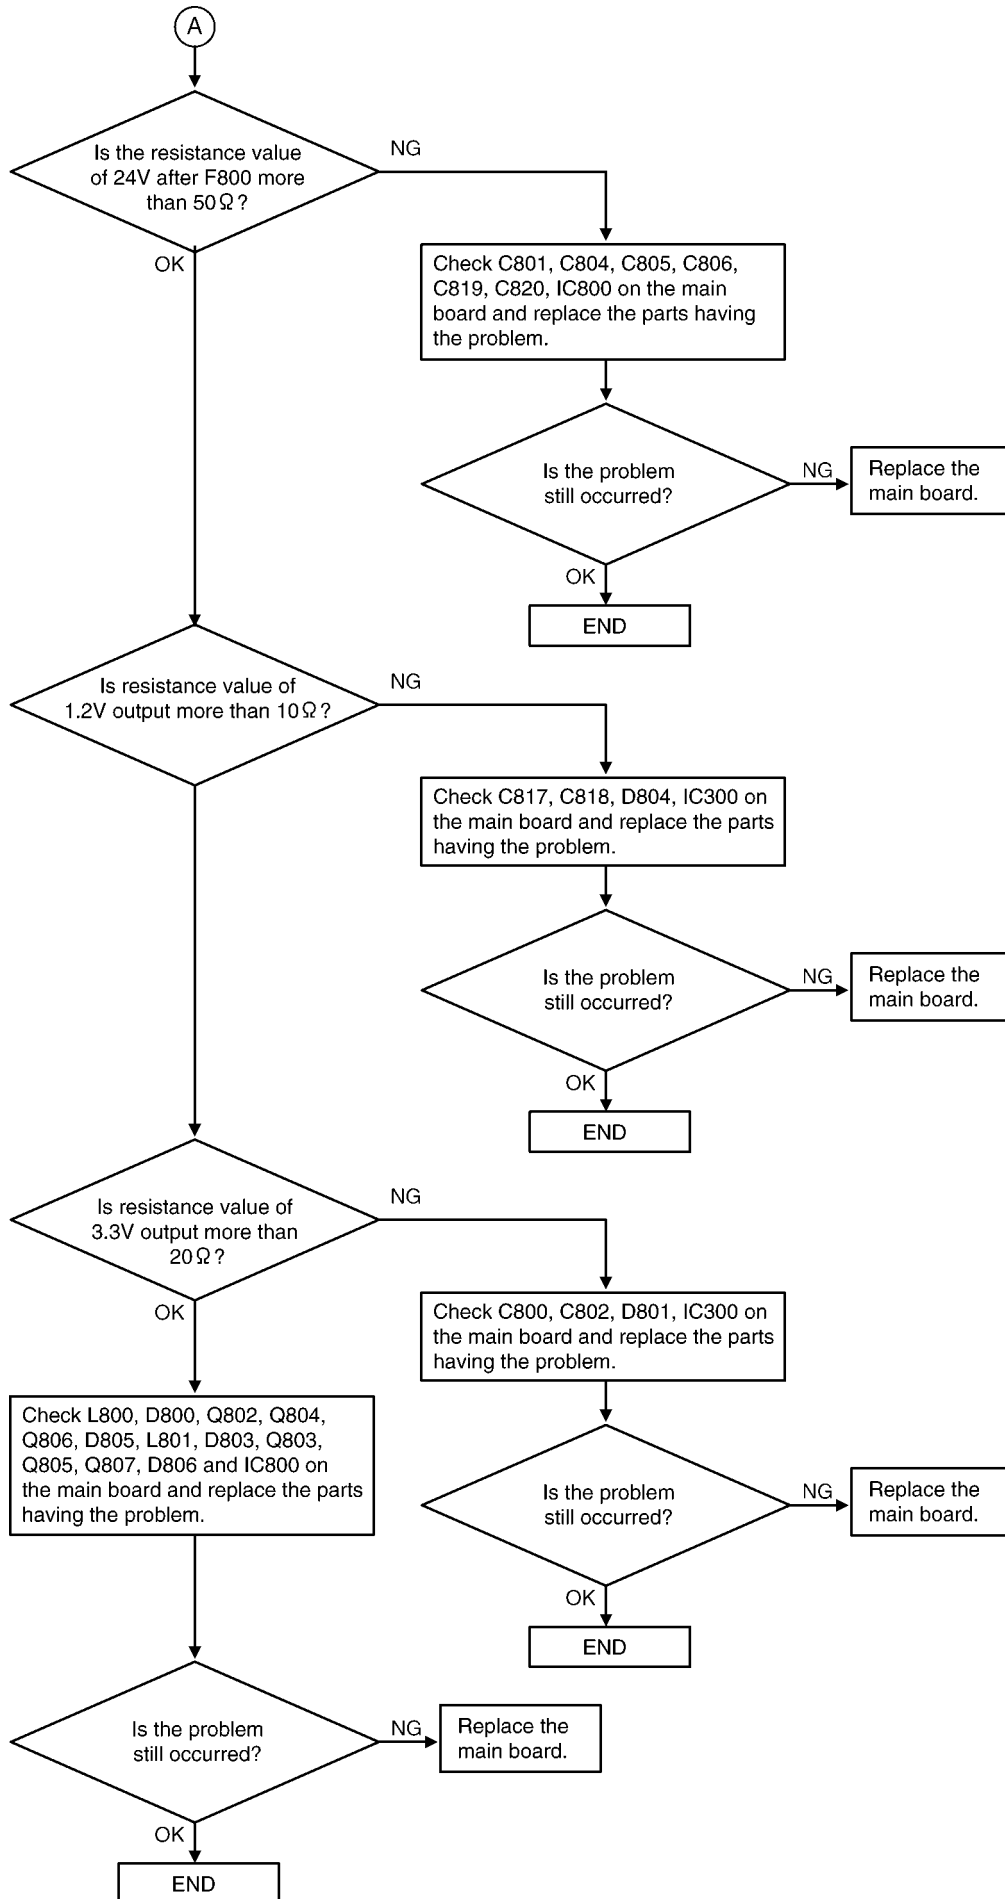 A
Is the resistance value
of 24V after F800 more
than 50Ω?
NG
OK
Check C801, C804, C805, C806,
C819, C820, IC800 on the main
board and replace the parts having
the problem.
Is the problem
still occurred?
NG
Replace the
main board.
OK
END
Is resistance value of
1.2V output more than 10Ω?
NG
Check C817, C818, D804, IC300 on
the main board and replace the parts
having the problem.
Is the problem
still occurred?
NG
Replace the
main board.
OK
END
Is resistance value of
3.3V output more than
20Ω?
NG
OK
Check C800, C802, D801, IC300 on
the main board and replace the parts
having the problem.
Is the problem
still occurred?
NG
Replace the
main board.
OK
END
Check L800, D800, Q802, Q804,
Q806, D805, L801, D803, Q803,
Q805, Q807, D806 and IC800 on
the main board and replace the parts
having the problem.
Is the problem
still occurred?
NG
Replace the
main board.
OK
END